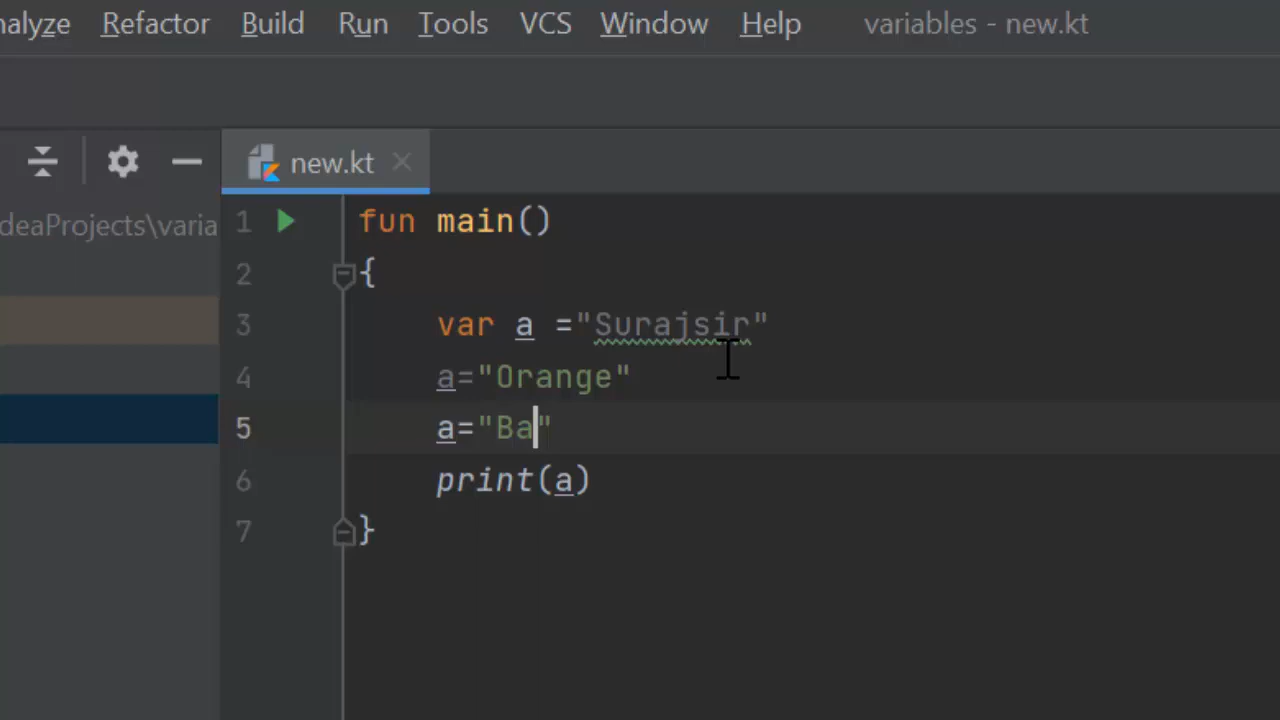 nalyze Refactor Build Run Tools VCS Window Help variables - new.kt
new.kt
deaProjects\varia
1 fun main()
2 {
3 var a ="Surajsir"
4 a="Orange"
5 a="Ba"
6 print(a)
7 }